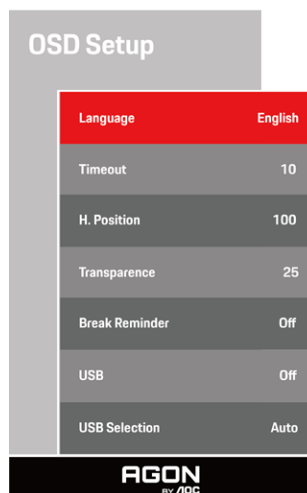 OSD Setup
Language English
Timeout 10
H. Position 100
Transparence 25
Break Reminder Off
USB Off
USB Selection Auto
AGON
BY AOC